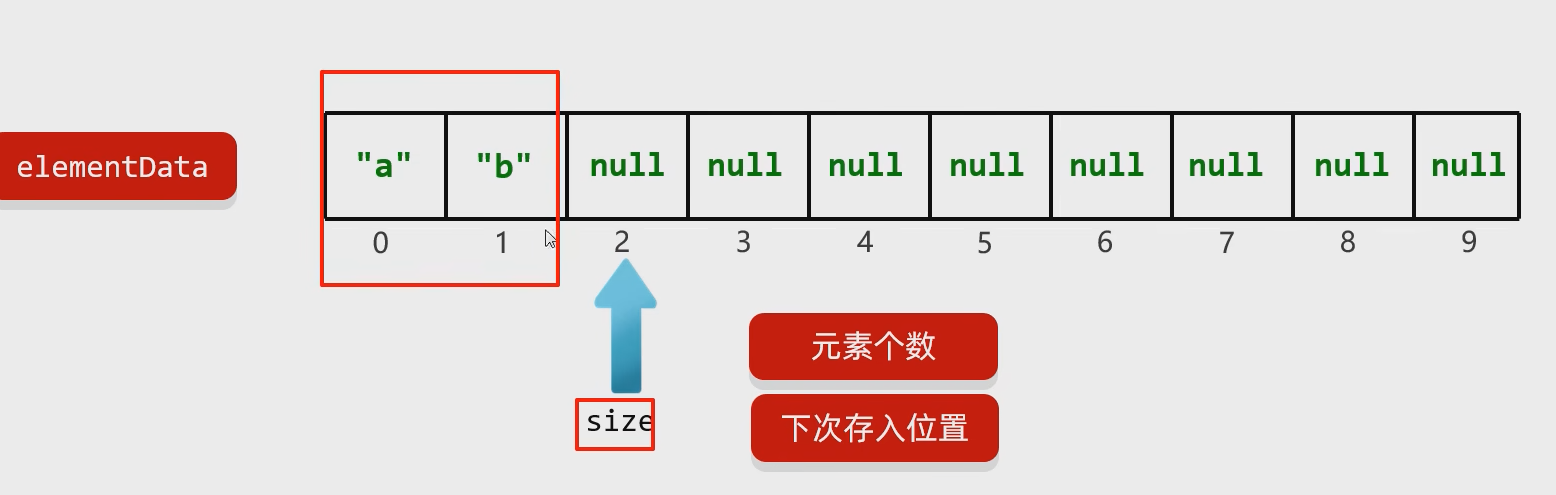 elementData
"a" "b" null null null null null null null null
0 1 2 3 4 5 6 7 8 9
元素个数
size
下次存入位置